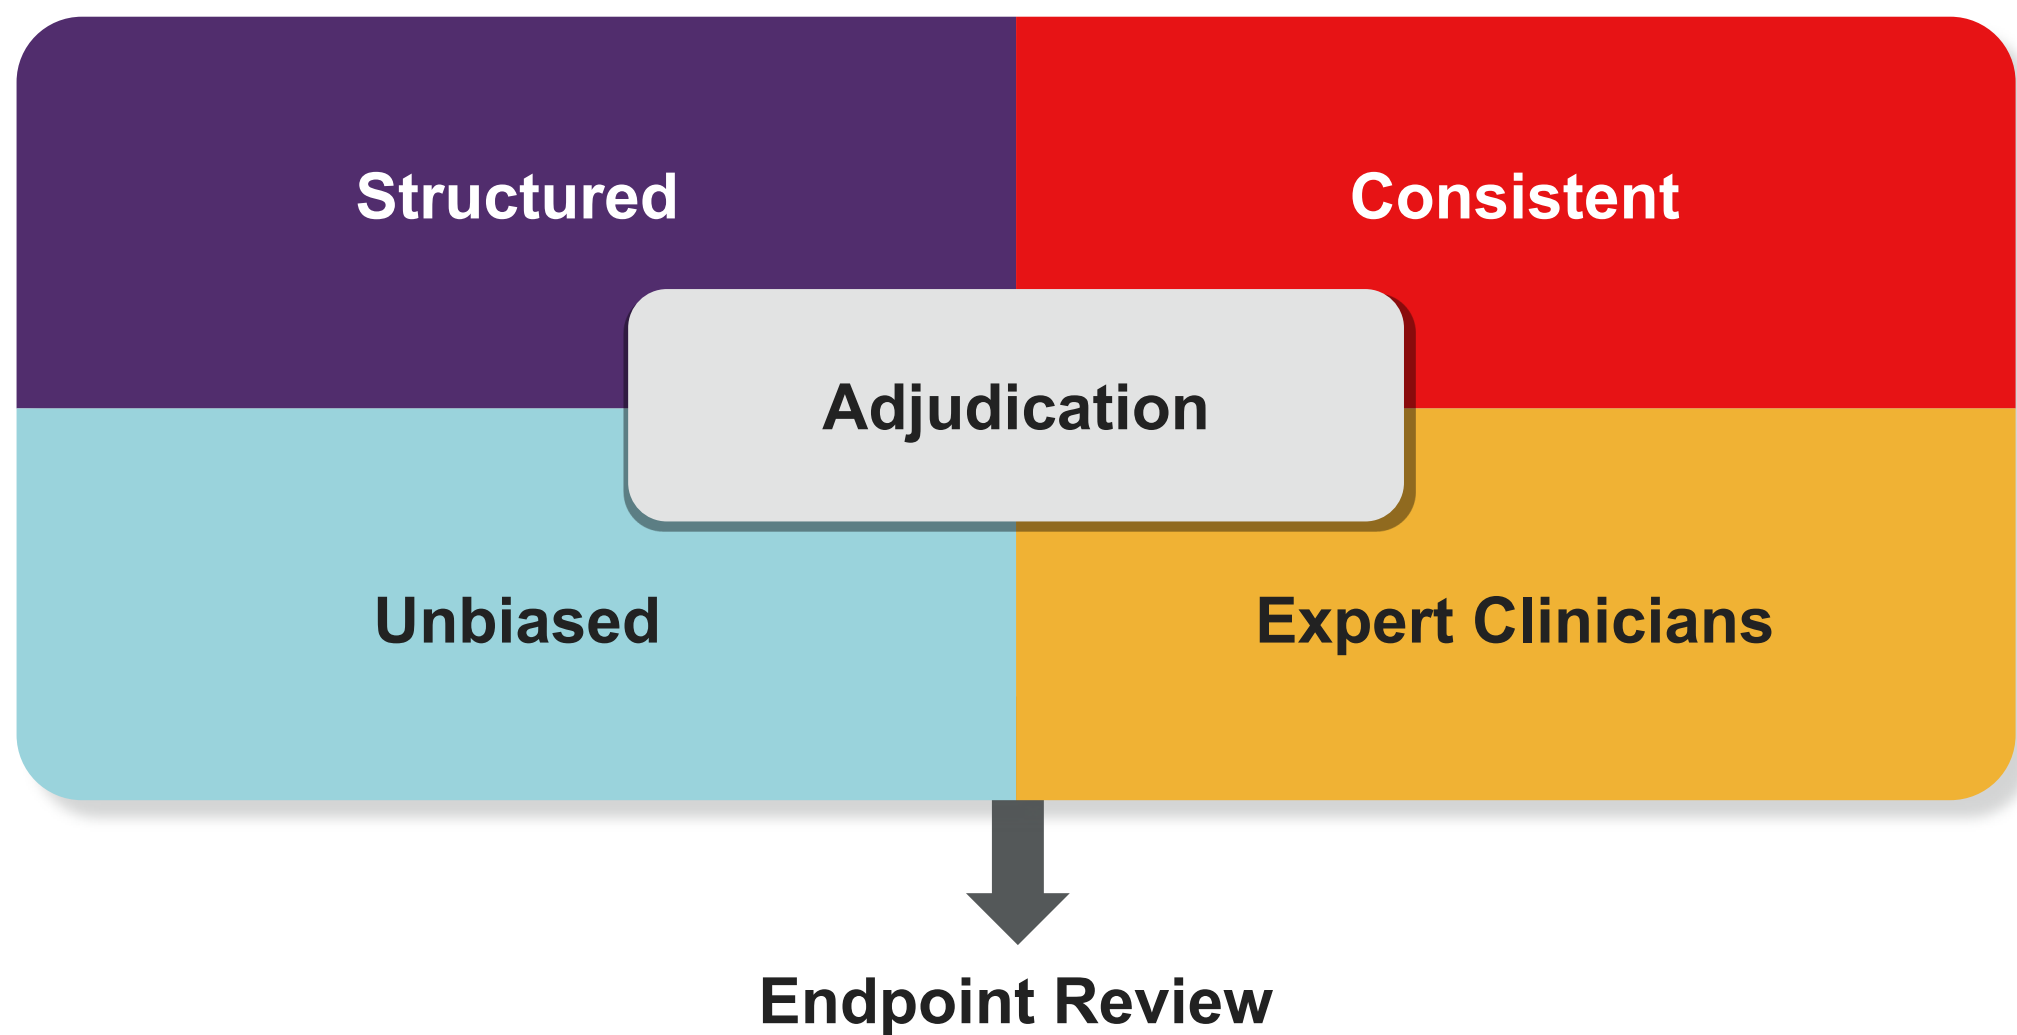 Structured
Consistent
Adjudication
Unbiased
Expert Clinicians
Endpoint Review